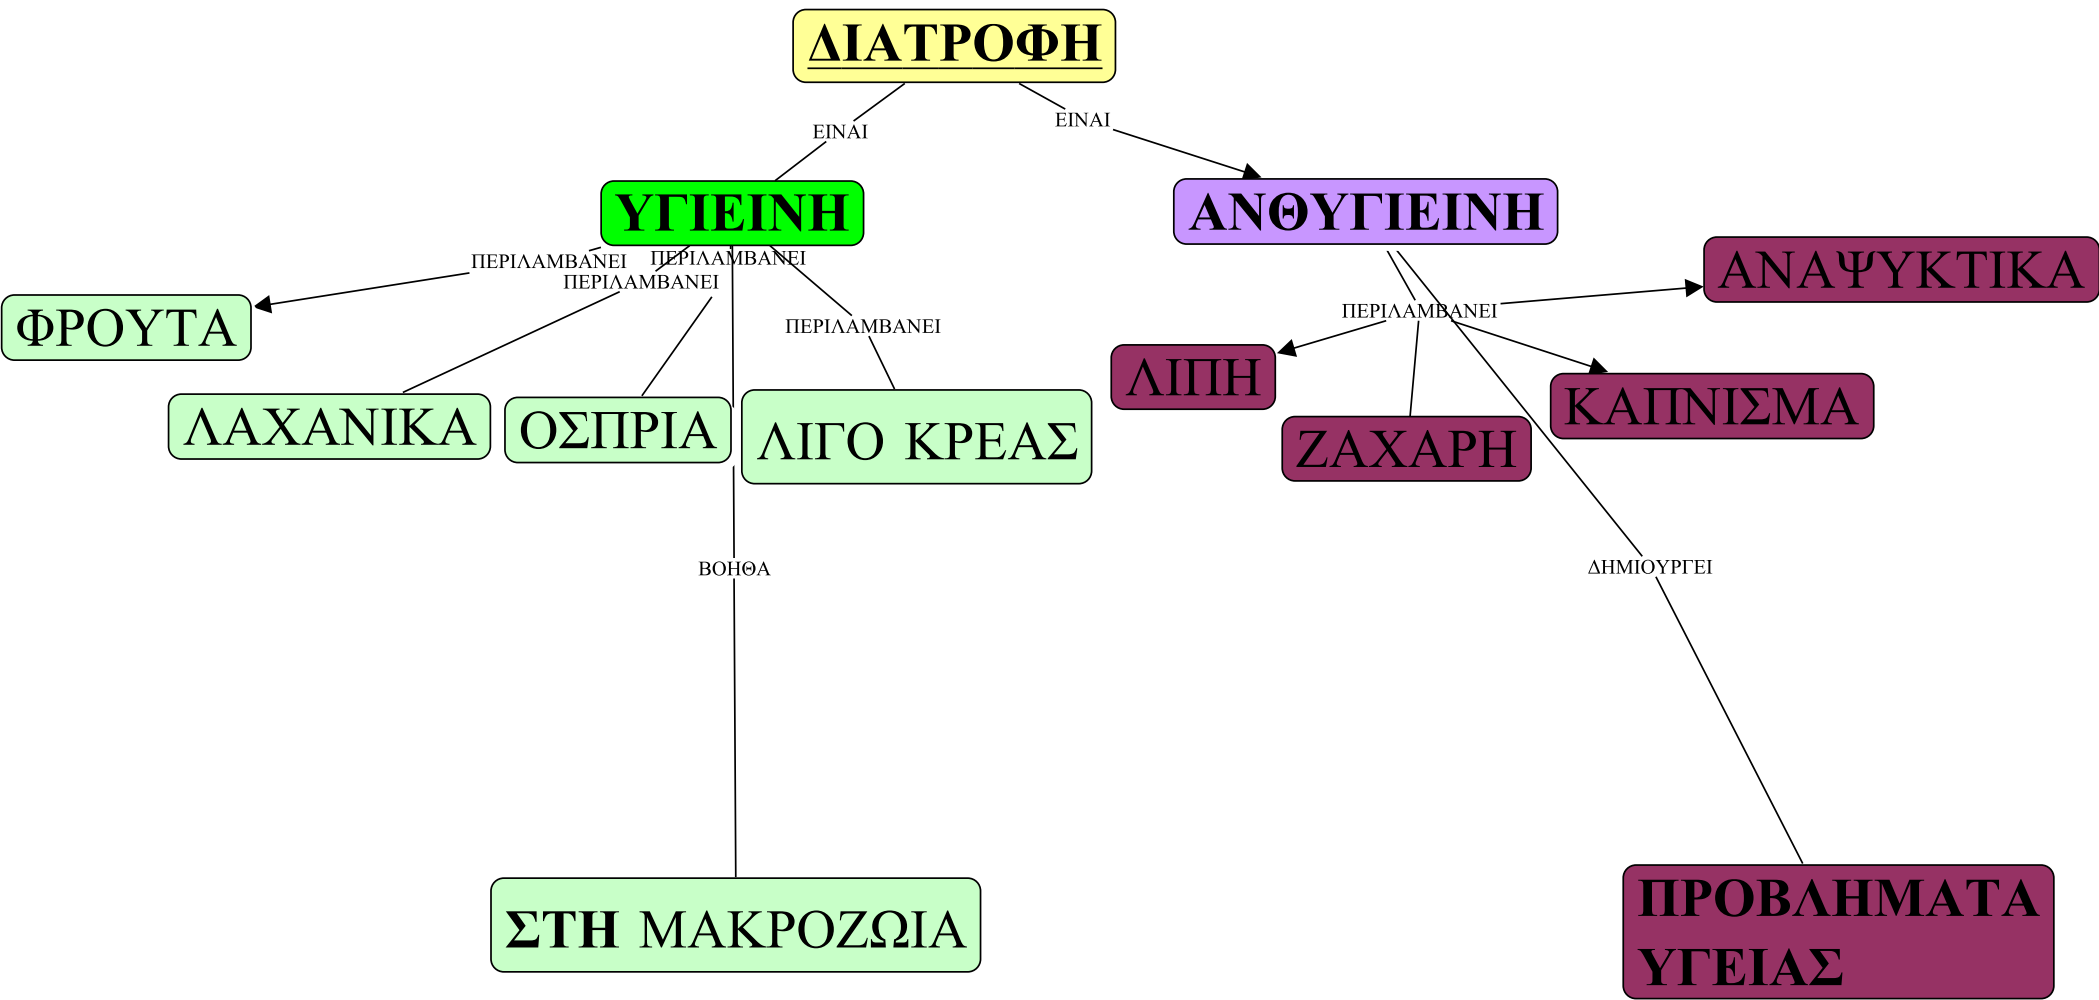 ΔΙΑΤΡΟΦΗ
ΕΙΝΑΙ
ΕΙΝΑΙ
ΥΓΙΕΙΝΗ
ΑΝΘΥΓΙΕΙΝΗ
ΠΕΡΙΛΑΜΒΑΝΕΙ
ΠΕΡΙΛΑΜΒΑΝΕΙ
ΠΕΡΙΛΑΜΒΑΝΕΙ
ΠΕΡΙΛΑΜΒΑΝΕΙ
ΠΕΡΙΛΑΜΒΑΝΕΙ
ΑΝΑΨΥΚΤΙΚΑ
ΦΡΟΥΤΑ
ΛΑΧΑΝΙΚΑ
ΟΣΠΡΙΑ
ΛΙΓΟ ΚΡΕΑΣ
ΛΙΠΗ
ΖΑΧΑΡΗ
ΚΑΠΝΙΣΜΑ
ΒΟΗΘΑ
ΔΗΜΙΟΥΡΓΕΙ
ΣΤΗ ΜΑΚΡΟΖΩΙΑ
ΠΡΟΒΛΗΜΑΤΑ
ΥΓΕΙΑΣ